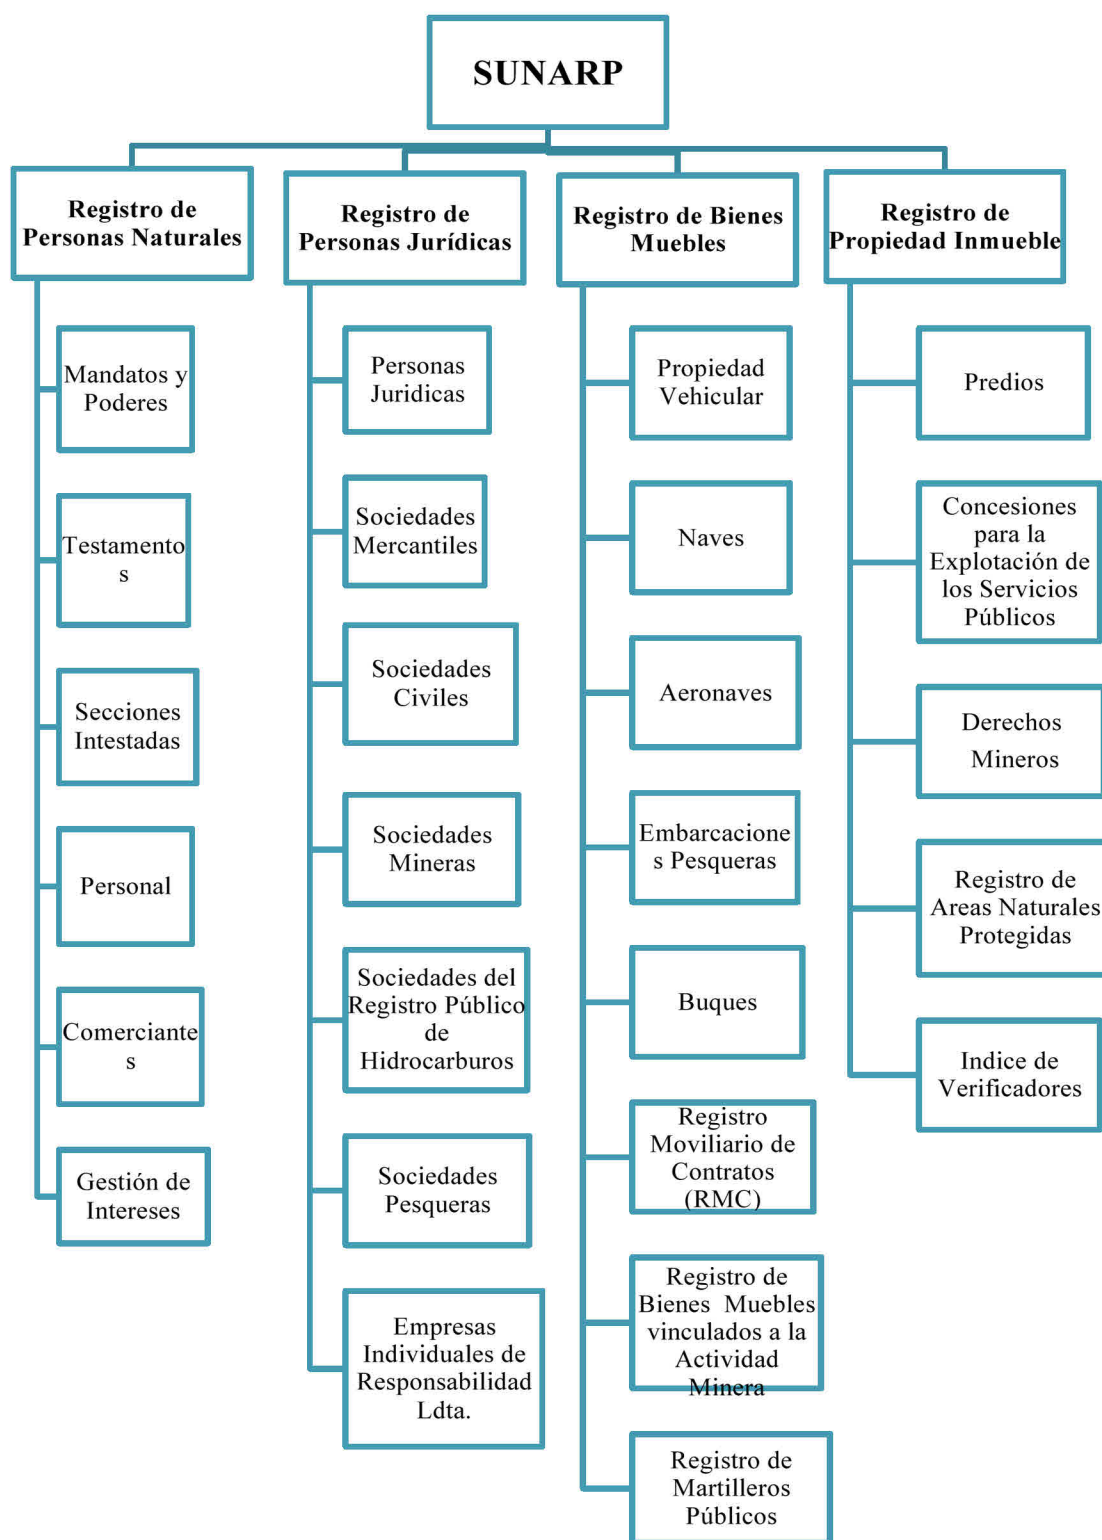 SUNARP
Registro de
Personas Naturales
Mandatos y
Poderes
Testamento
s
Secciones
Intestadas
Personal
Comerciante
s
Gestión de
Intereses
Registro de
Personas Jurídicas
Personas
Juridicas
Sociedades
Mercantiles
Sociedades
Civiles
Sociedades
Mineras
Sociedades del
Registro Público
de
Hidrocarburos
Sociedades
Pesqueras
Empresas
Individuales de
Responsabilidad
Ldta.
Registro de Bienes
Muebles
Propiedad
Vehicular
Naves
Aeronaves
Embarcacione
s Pesqueras
Buques
Registro
Moviliario de
Contratos
(RMC)
Registro de
Bienes Muebles
vinculados a la
Actividad
Minera
Registro de
Martilleros
Públicos
Registro de
Propiedad Inmueble
Predios
Concesiones
para la
Explotación de
los Servicios
Públicos
Derechos
Mineros
Registro de
Areas Naturales
Protegidas
Indice de
Verificadores